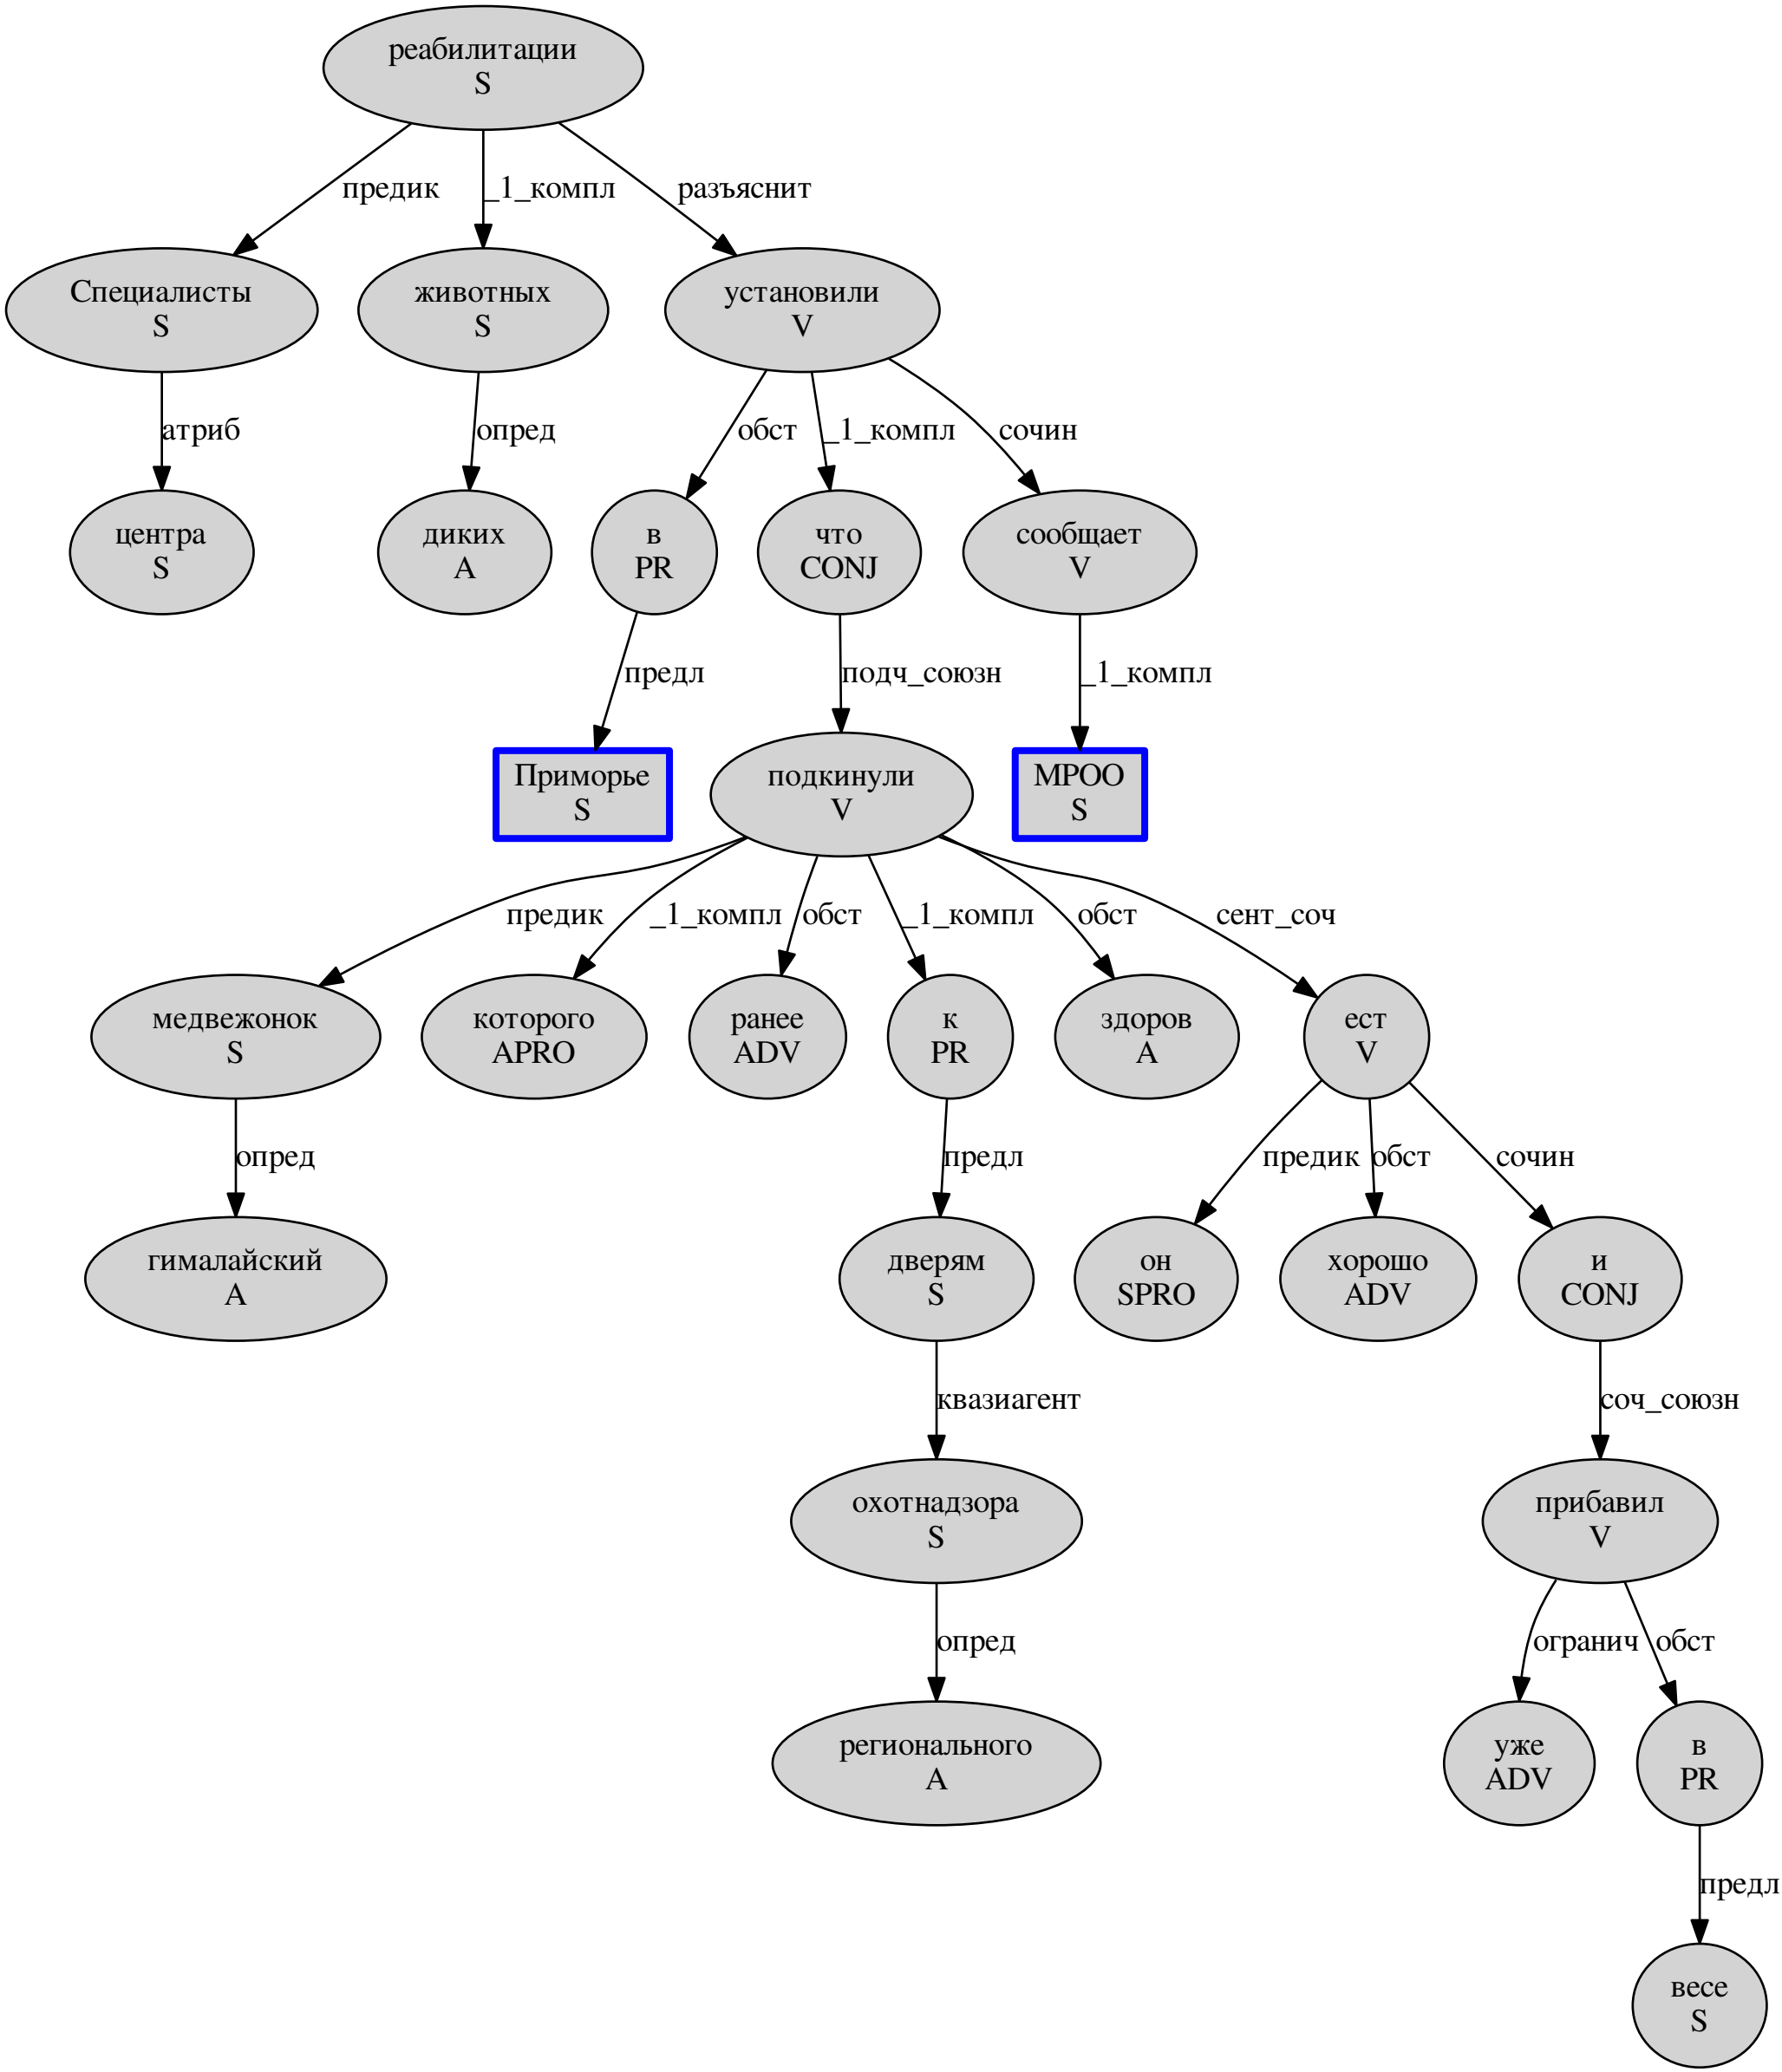 реабилитации
S
предик
_1_компл
разъяснит
Специалисты
S
животных
S
установили
V
атриб
опред
обст
_1_компл
сочин
центра
S
диких
A
в
PR
что
CONJ
сообщает
V
предл
подч_союзн
_1_компл
Приморье
S
подкинули
V
МРОО
S
предик
_1_компл
обст
_1_компл
обст
сент_соч
медвежонок
S
которого
APRO
ранее
ADV
к
PR
здоров
A
ест
V
опред
предл
предик
обст
сочин
гималайский
A
дверям
S
он
SPRO
хорошо
ADV
и
CONJ
квазиагент
соч_союзн
охотнадзора
S
прибавил
V
опред
огранич
обст
регионального
A
уже
ADV
в
PR
предл
весе
S